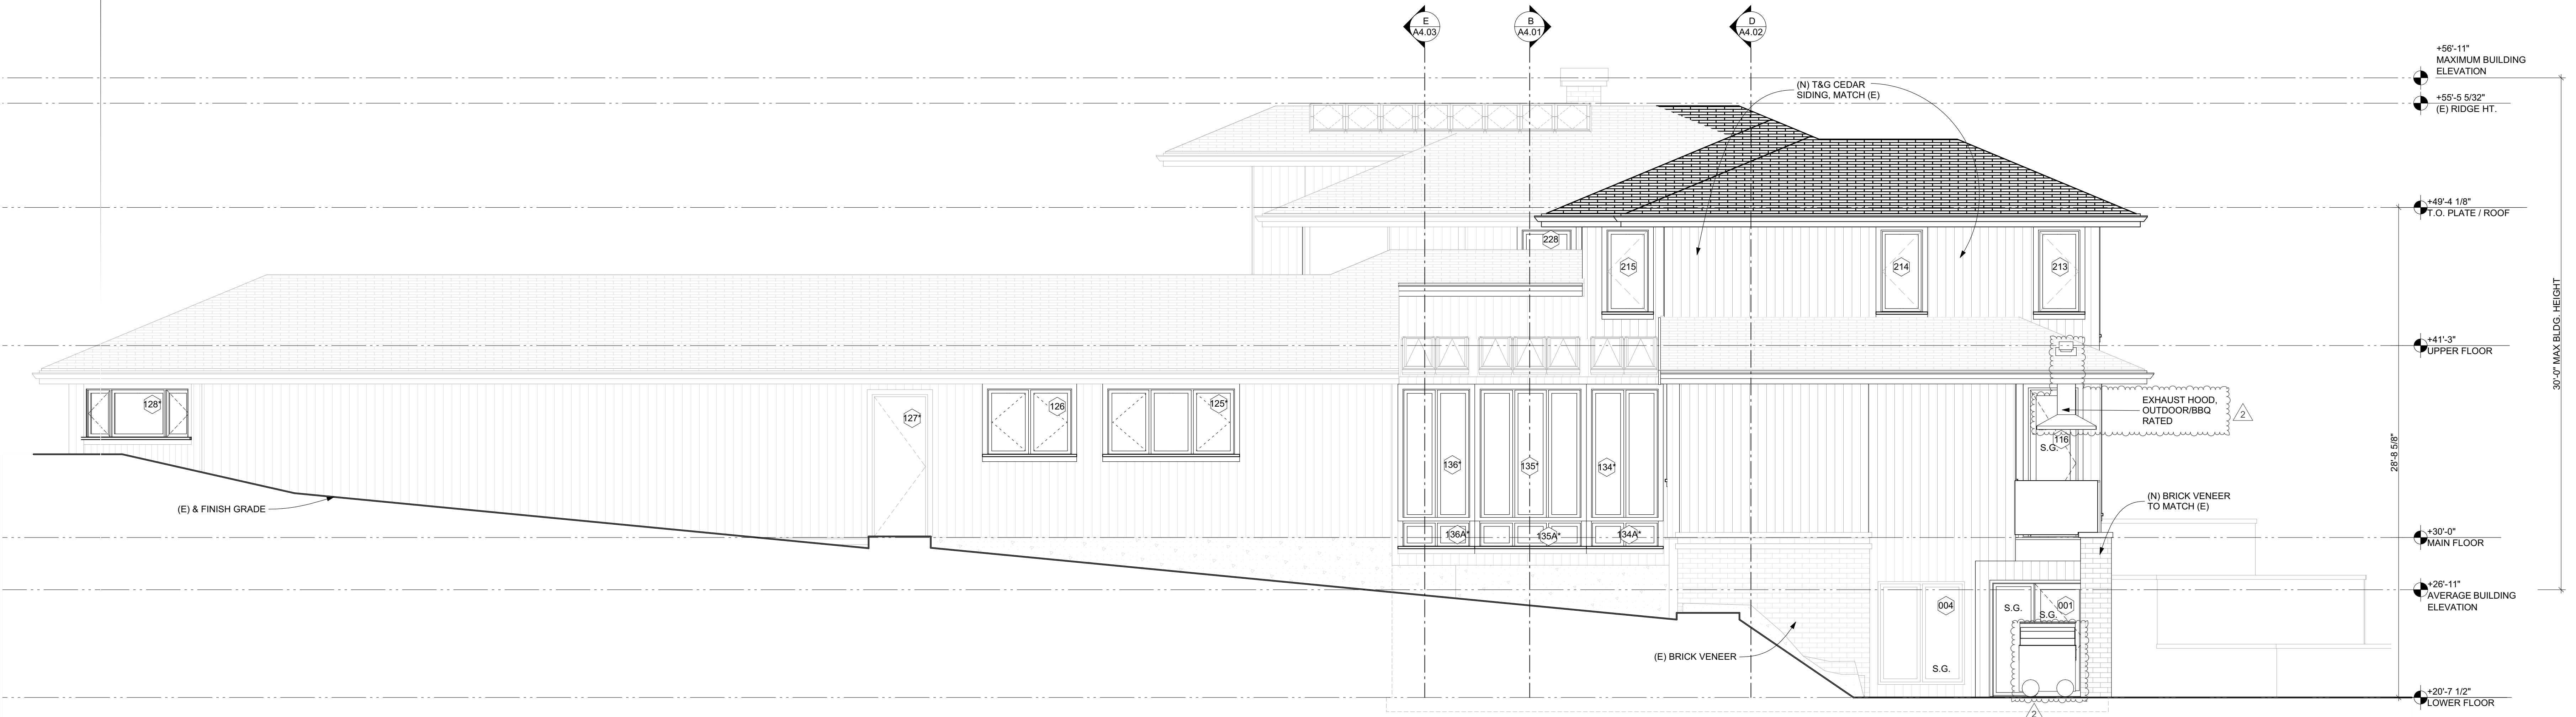 E
A4.03
B
A4.01
D
A4.02
+56'-11"
MAXIMUM BUILDING
ELEVATION
(N) T&G CEDAR
SIDING, MATCH (E)
+55'-5 5/32"
(E) RIDGE HT.
+49'-4 1/8"
T.O. PLATE / ROOF
228
215
214
213
30'-0" MAX BLDG. HEIGHT
+41'-3"
UPPER FLOOR
128*
127*
126
125*
EXHAUST HOOD,
OUTDOOR/BBQ
RATED
2
116
S.G.
136*
135*
134*
28'-8 5/8"
(E) & FINISH GRADE
(N) BRICK VENEER
TO MATCH (E)
136A*
135A*
134A*
+30'-0"
MAIN FLOOR
+26'-11"
AVERAGE BUILDING
ELEVATION
004
S.G.
S.G.
001
S.G.
(E) BRICK VENEER
+20'-7 1/2"
LOWER FLOOR
2